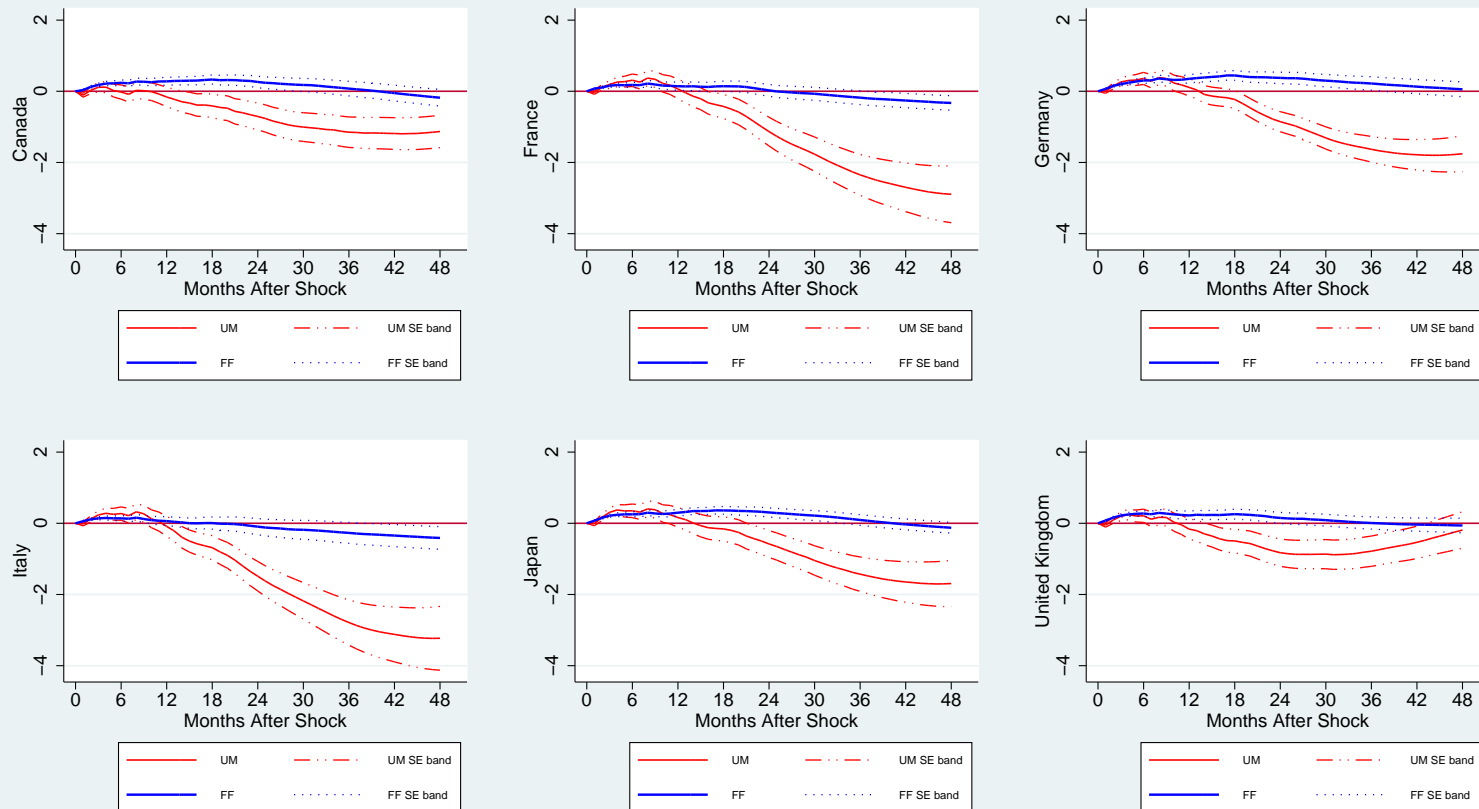 2
0
−2
−4
Canada
0 6 12 18 24 30 36 42 48
Months After Shock
UM UM SE band
FF FF SE band
2
0
−2
−4
France
0 6 12 18 24 30 36 42 48
Months After Shock
UM UM SE band
FF FF SE band
2
0
−2
−4
Germany
0 6 12 18 24 30 36 42 48
Months After Shock
UM UM SE band
FF FF SE band
2
0
−2
−4
Italy
0 6 12 18 24 30 36 42 48
Months After Shock
UM UM SE band
FF FF SE band
2
0
−2
−4
Japan
0 6 12 18 24 30 36 42 48
Months After Shock
UM UM SE band
FF FF SE band
2
0
−2
−4
United Kingdom
0 6 12 18 24 30 36 42 48
Months After Shock
UM UM SE band
FF FF SE band